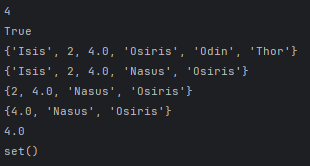 4
True
{'Isis', 2, 4.0, 'Osiris', 'Odin', 'Thor'}
{'Isis', 2, 4.0, 'Nasus', 'Osiris'}
{2, 4.0, 'Nasus', 'Osiris'}
{4.0, 'Nasus', 'Osiris'}
4.0
set()